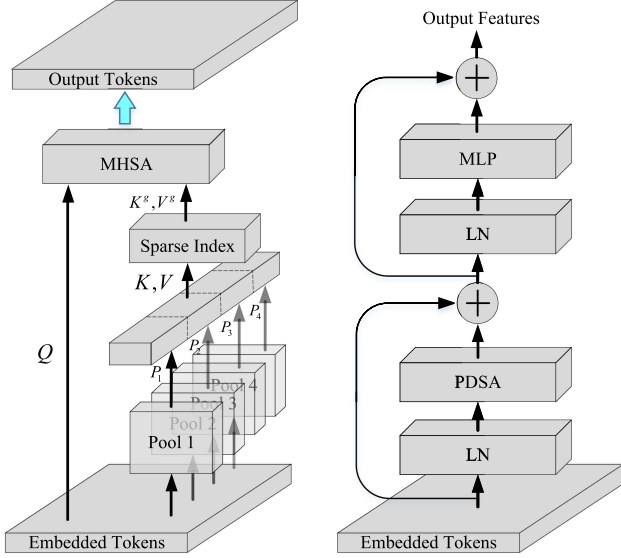 Output Tokens
MHSA
K^g, V^g
Sparse Index
K, V
P_4
P_3
P_2
P_1
Q
Pool 4
Pool 3
Pool 2
Pool 1
Embedded Tokens
Output Features
+
MLP
LN
+
PDSA
LN
Embedded Tokens